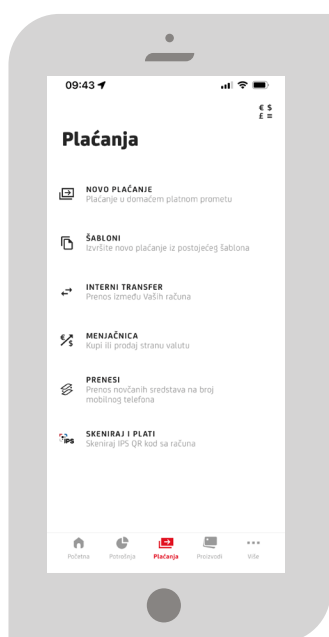 09:43
€ $
£ =
Plaćanja
NOVO PLAĆANJE
Plaćanje u domaćem platnom prometu
ŠABLONI
Izvršite novo plaćanje iz postojećeg šablona
INTERNI TRANSFER
Prenos između Vaših računa
€
$
MENJAČNICA
Kupi ili prodaj stranu valutu
PRENESI
Prenos novčanih sredstava na broj
mobilnog telefona
IPS
SKENIRAJ I PLATI
Skeniraj IPS QR kod sa računa
Početna Potrošnja Plaćanja Proizvodi Više